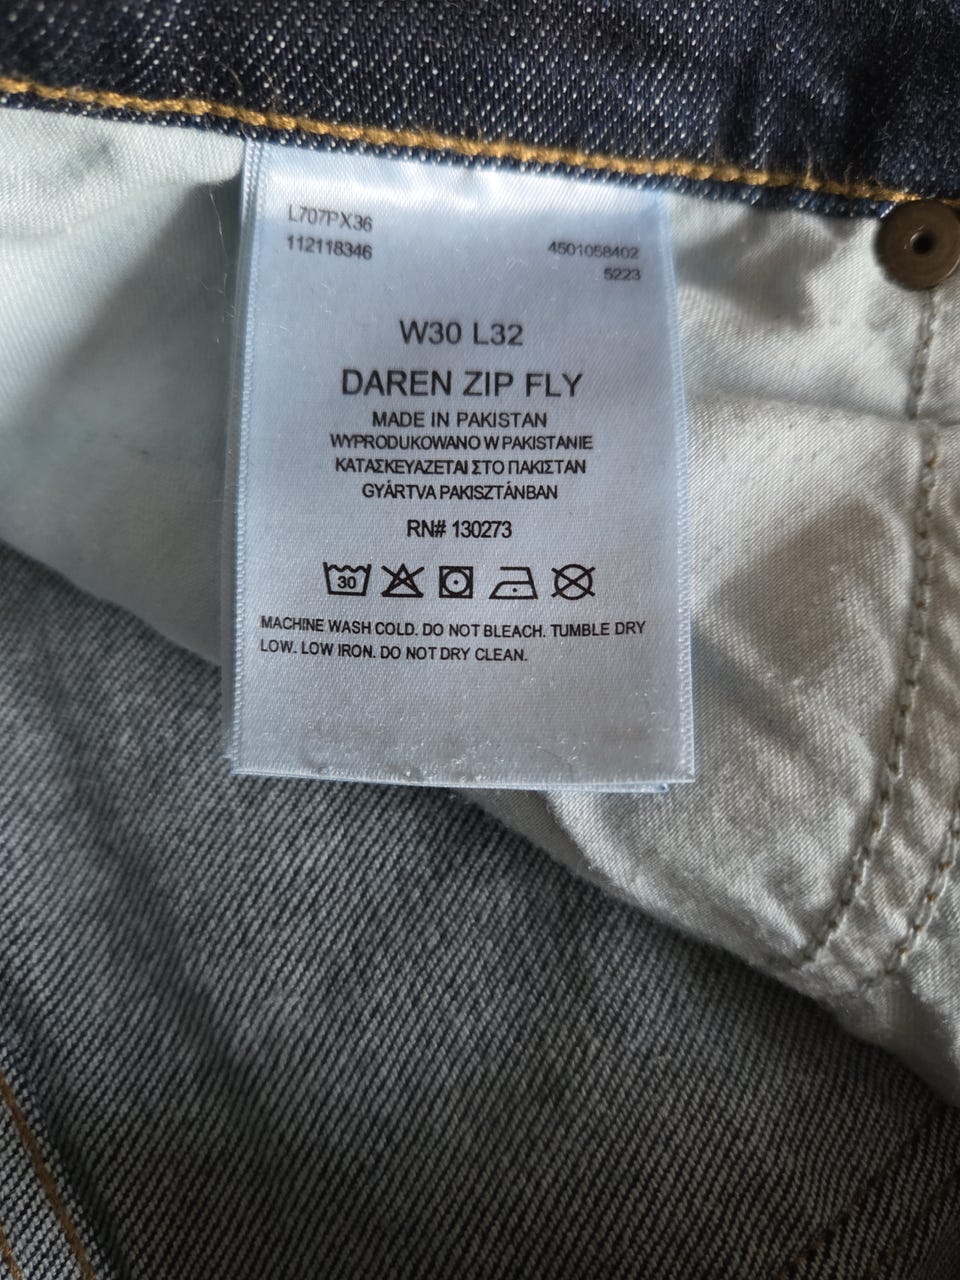 L707PX36
112118346
4501058402
5223
W30 L32
DAREN ZIP FLY
MADE IN PAKISTAN
WYPRODUKOWANO W PAKISTANIE
ΚΑΤΑΣΚΕΥΑΖΕΤΑΙ ΣΤΟ ΠΑΚΙΣΤΑΝ
GYÁRTVA PAKISZTÁNBAN
RN# 130273
30
MACHINE WASH COLD. DO NOT BLEACH. TUMBLE DRY
LOW. LOW IRON. DO NOT DRY CLEAN.